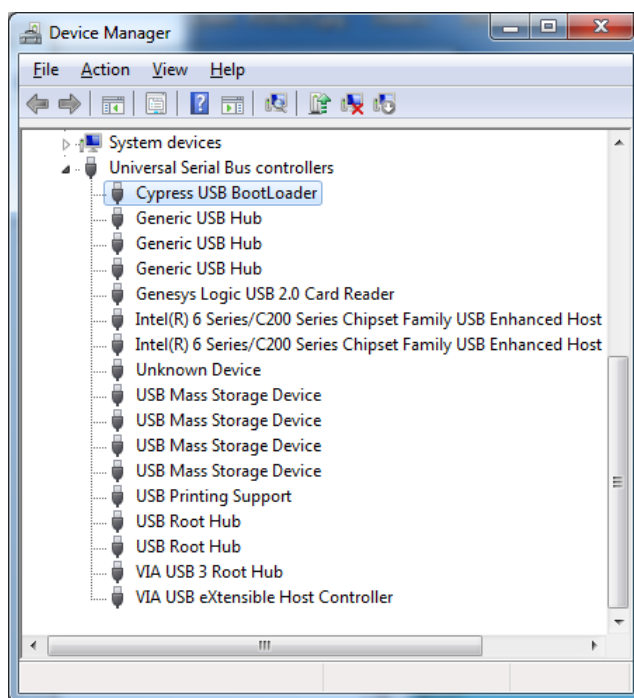 Device Manager
File Action View Help
System devices
Universal Serial Bus controllers
Cypress USB BootLoader
Generic USB Hub
Generic USB Hub
Generic USB Hub
Genesys Logic USB 2.0 Card Reader
Intel(R) 6 Series/C200 Series Chipset Family USB Enhanced Host
Intel(R) 6 Series/C200 Series Chipset Family USB Enhanced Host
Unknown Device
USB Mass Storage Device
USB Mass Storage Device
USB Mass Storage Device
USB Mass Storage Device
USB Printing Support
USB Root Hub
USB Root Hub
VIA USB 3 Root Hub
VIA USB eXtensible Host Controller